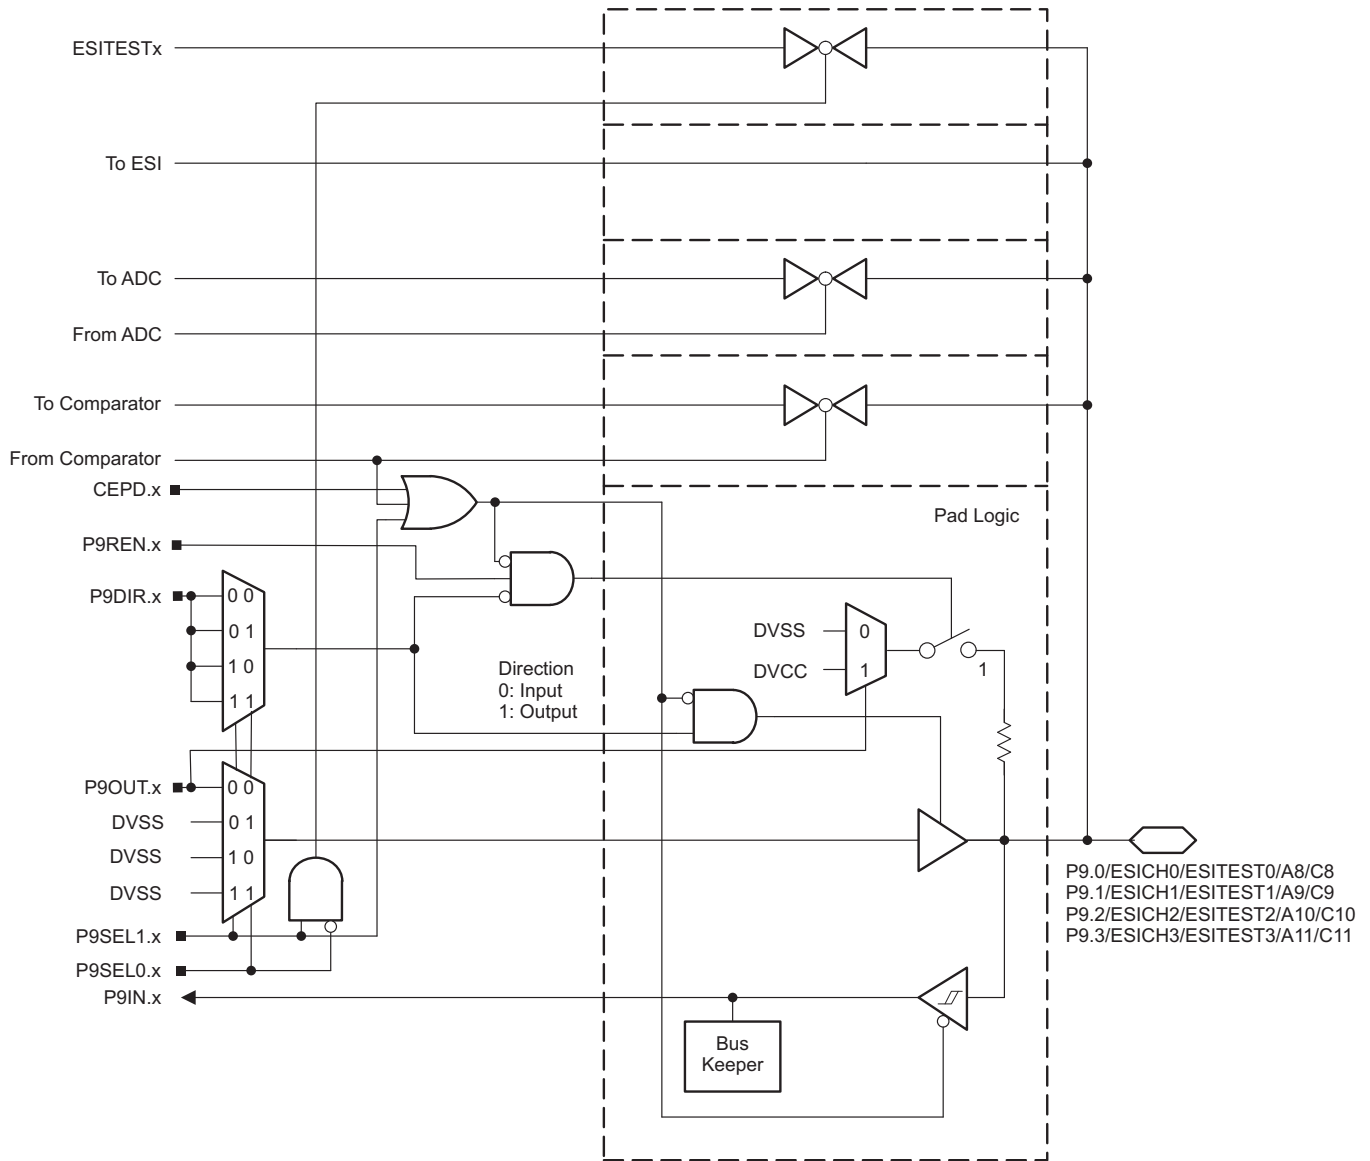 ESITESTx
To ESI
To ADC
From ADC
To Comparator
From Comparator
CEPD.x
Pad Logic
P9REN.x
P9DIR.x
0 0
0 1
1 0
1 1
DVSS
0
DVCC
1
1
Direction
0: Input
1: Output
P9OUT.x
0 0
DVSS
0 1
DVSS
1 0
DVSS
1 1
P9.0/ESICH0/ESITEST0/A8/C8
P9.1/ESICH1/ESITEST1/A9/C9
P9.2/ESICH2/ESITEST2/A10/C10
P9.3/ESICH3/ESITEST3/A11/C11
P9SEL1.x
P9SEL0.x
P9IN.x
Bus
Keeper